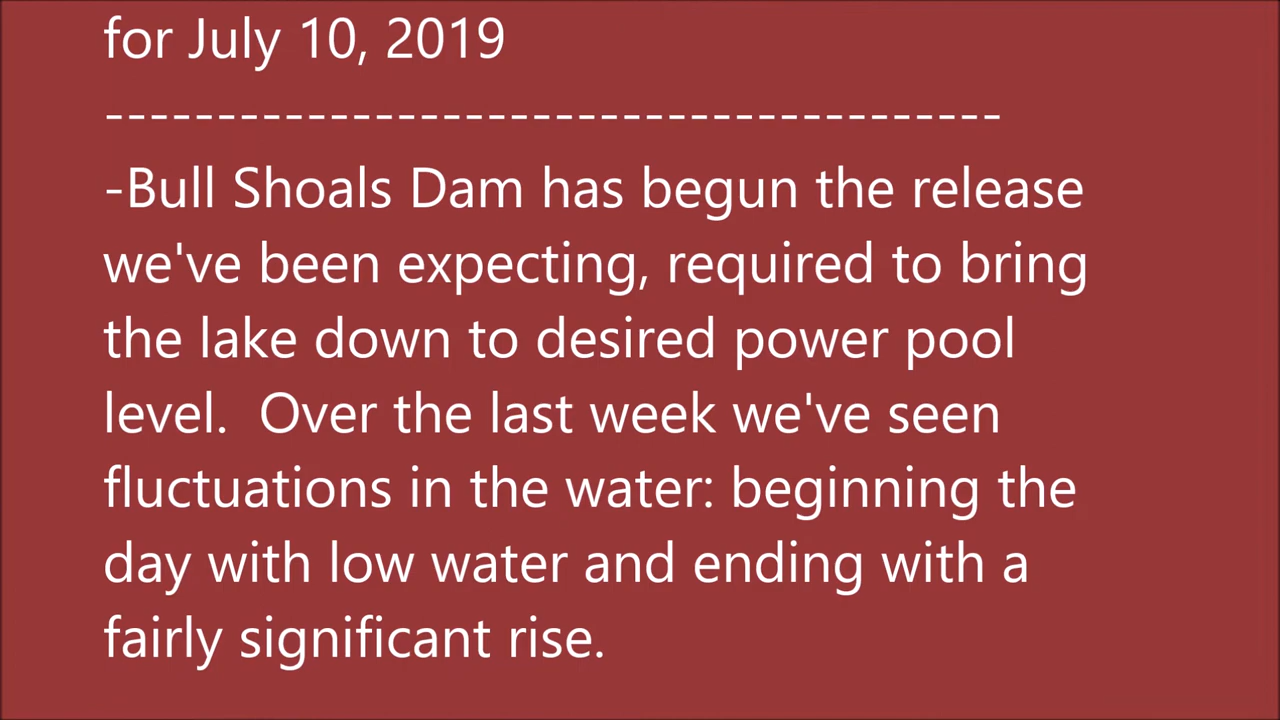 for July 10, 2019
----------------------------------------
-Bull Shoals Dam has begun the release
we've been expecting, required to bring
the lake down to desired power pool
level.  Over the last week we've seen
fluctuations in the water: beginning the
day with low water and ending with a
fairly significant rise.